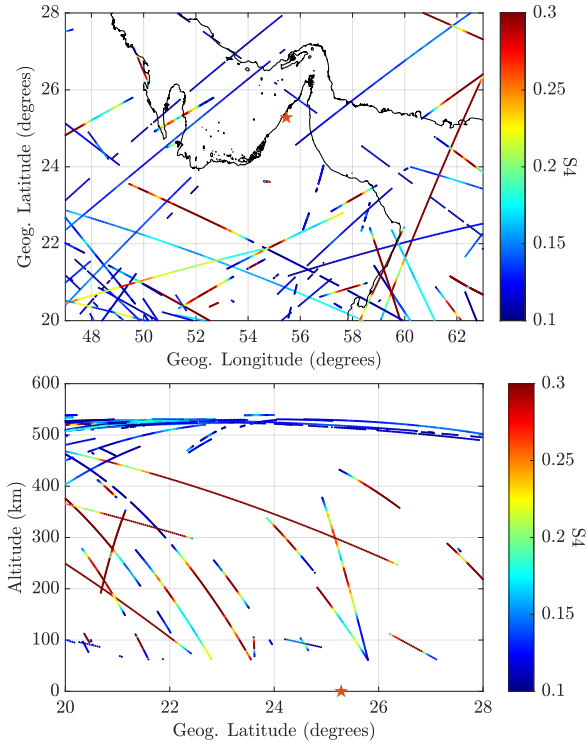 28
26
24
22
20
Geog. Latitude (degrees)
48 50 52 54 56 58 60 62
Geog. Longitude (degrees)
0.3
0.25
0.2
0.15
0.1
S4
600
500
400
300
200
100
0
Altitude (km)
20 22 24 26 28
Geog. Latitude (degrees)
0.3
0.25
0.2
0.15
0.1
S4